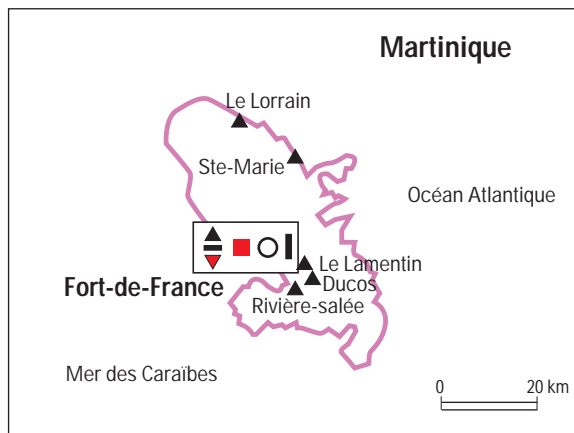 Martinique
Le Lorrain
Ste-Marie
Océan Atlantique
Le Lamentin
Fort-de-France
Ducos
Rivière-salée
Mer des Caraïbes
0 20 km